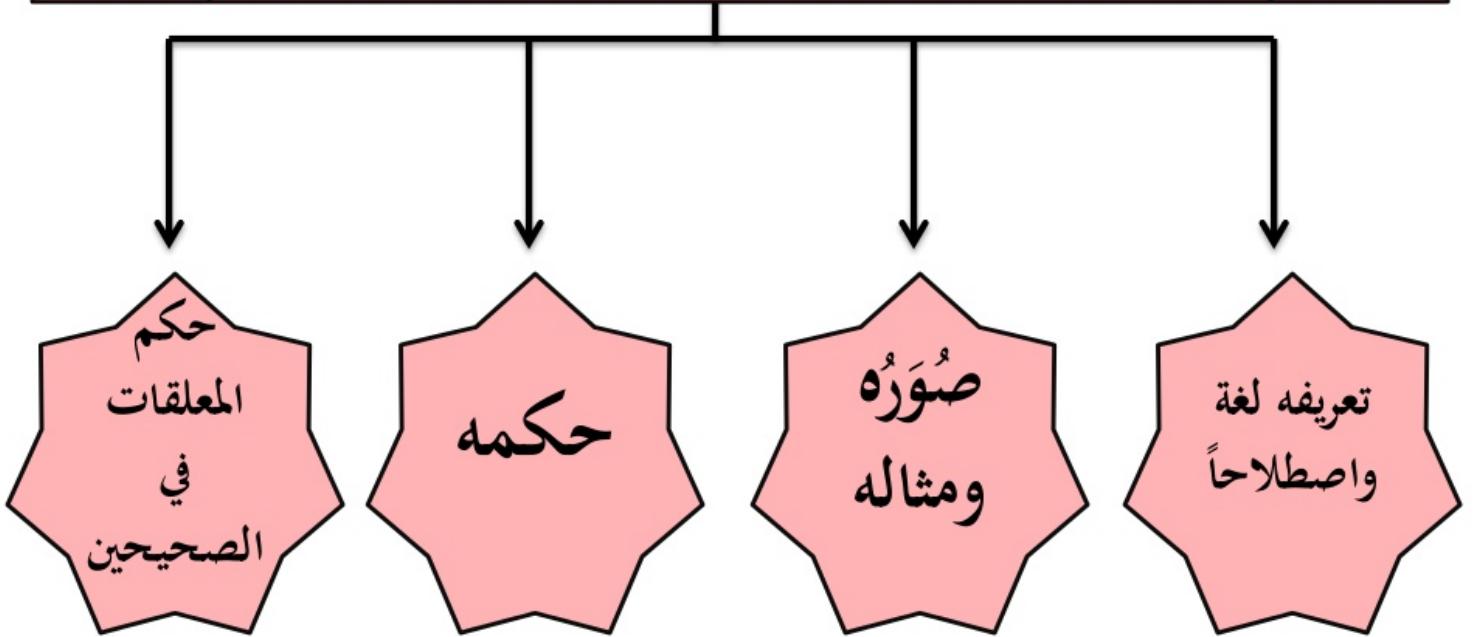 تعريفه لغة
واصطلاحاً
صُوَرُه
ومثاله
حكمه
حكم
المعلقات
في
الصحيحين